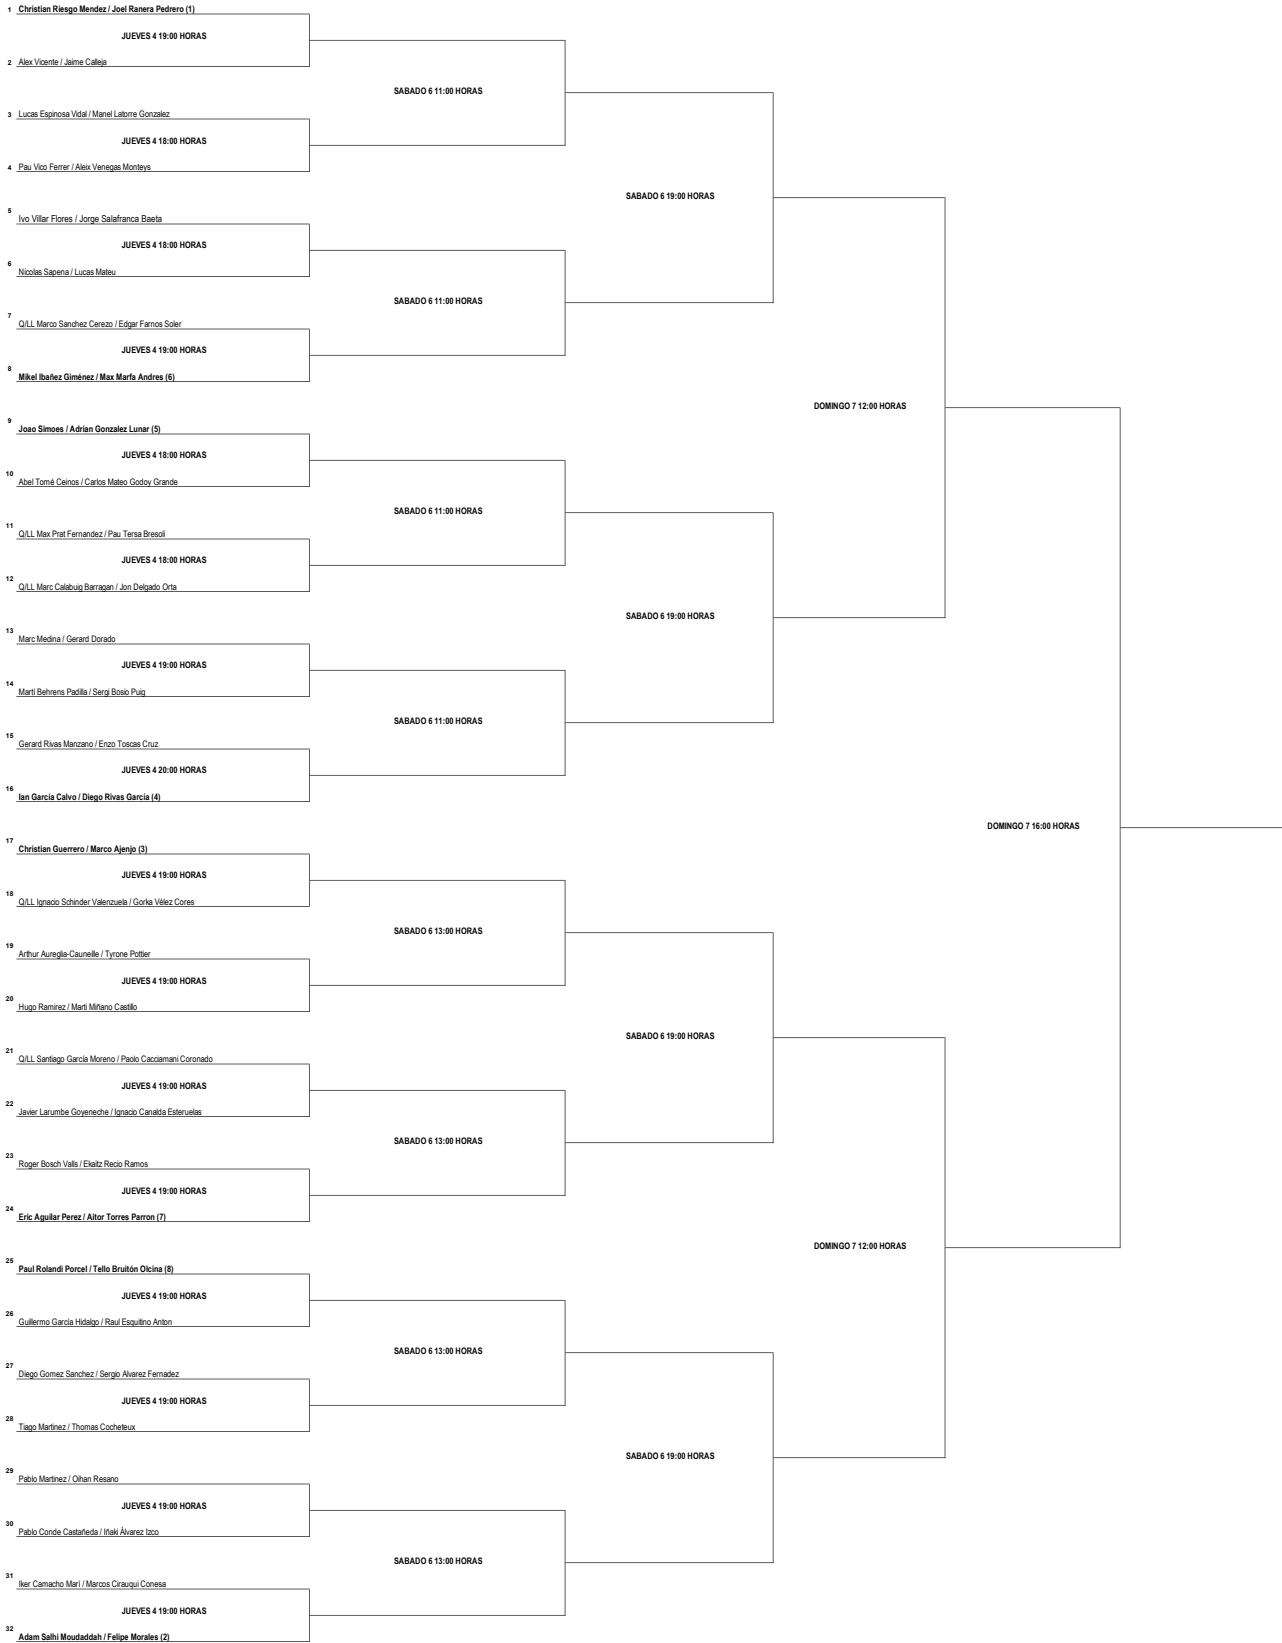 1 Christian Riesgo Mendez / Joel Ranera Pedrero (1)
JUEVES 4 19:00 HORAS
2 Alex Vicente / Jaime Calleja
SABADO 6 11:00 HORAS
3 Lucas Espinosa Vidal / Manel Latorre Gonzalez
JUEVES 4 18:00 HORAS
4 Pau Vico Ferrer / Aleix Venegas Monteys
SABADO 6 19:00 HORAS
5 Ivo Villar Flores / Jorge Salafranca Baeta
JUEVES 4 18:00 HORAS
6 Nicolas Sapena / Lucas Mateu
SABADO 6 11:00 HORAS
7 Q/LL Marco Sanchez Cerezo / Edgar Farnos Soler
JUEVES 4 19:00 HORAS
8 Mikel Ibañez Giménez / Max Marfa Andres (6)
DOMINGO 7 12:00 HORAS
9 Joao Simoes / Adrian Gonzalez Lunar (5)
JUEVES 4 18:00 HORAS
10 Abel Tomé Ceinos / Carlos Mateo Godoy Grande
SABADO 6 11:00 HORAS
11 Q/LL Max Prat Fernandez / Pau Tersa Bresoli
JUEVES 4 18:00 HORAS
12 Q/LL Marc Calabuig Barragan / Jon Delgado Orta
SABADO 6 19:00 HORAS
13 Marc Medina / Gerard Dorado
JUEVES 4 19:00 HORAS
14 Martí Behrens Padilla / Sergi Bosio Puig
SABADO 6 11:00 HORAS
15 Gerard Rivas Manzano / Enzo Toscas Cruz
JUEVES 4 20:00 HORAS
16 Ian García Calvo / Diego Rivas García (4)
DOMINGO 7 16:00 HORAS
17 Christian Guerrero / Marco Ajenjo (3)
JUEVES 4 19:00 HORAS
18 Q/LL Ignacio Schinder Valenzuela / Gorka Vélez Cores
SABADO 6 13:00 HORAS
19 Arthur Aureglia-Cauneille / Tyrone Pottier
JUEVES 4 19:00 HORAS
20 Hugo Ramirez / Marti Miñano Castillo
SABADO 6 19:00 HORAS
21 Q/LL Santiago García Moreno / Paolo Cacciamani Coronado
JUEVES 4 19:00 HORAS
22 Javier Larumbe Goyeneche / Ignacio Canalda Esteruelas
SABADO 6 13:00 HORAS
23 Roger Bosch Valls / Ekaitz Recio Ramos
JUEVES 4 19:00 HORAS
24 Eric Aguilar Perez / Aitor Torres Parron (7)
DOMINGO 7 12:00 HORAS
25 Paul Rolandi Porcel / Tello Bruitón Olcina (8)
JUEVES 4 19:00 HORAS
26 Guillermo García Hidalgo / Raul Esquitino Anton
SABADO 6 13:00 HORAS
27 Diego Gomez Sanchez / Sergio Alvarez Fernadez
JUEVES 4 19:00 HORAS
28 Tiago Martinez / Thomas Cocheteux
SABADO 6 19:00 HORAS
29 Pablo Martinez / Oihan Resano
JUEVES 4 19:00 HORAS
30 Pablo Conde Castañeda / Iñaki Álvarez Izco
SABADO 6 13:00 HORAS
31 Iker Camacho Marí / Marcos Cirauqui Conesa
JUEVES 4 19:00 HORAS
32 Adam Salhi Moudaddah / Felipe Morales (2)